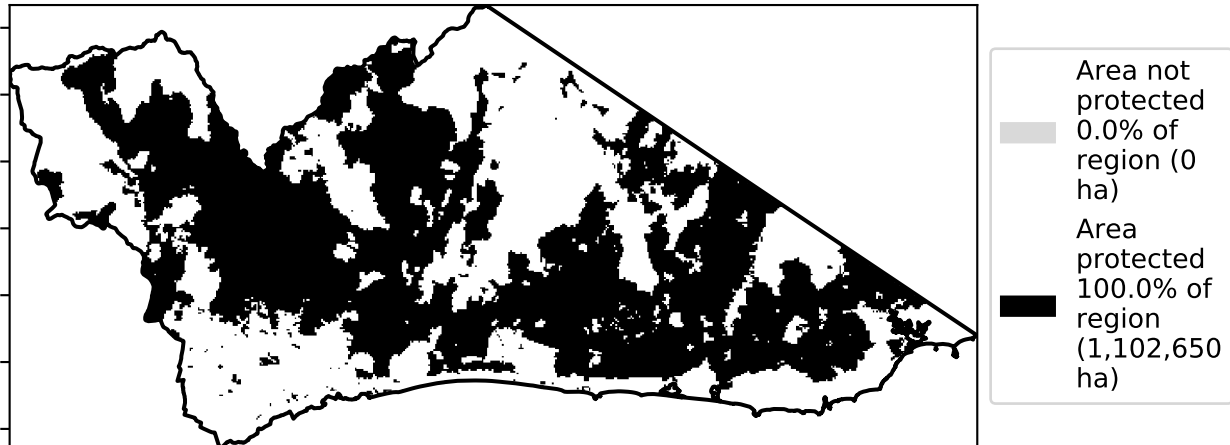 Area not
protected
0.0% of
region (0
ha)
Area
protected
100.0% of
region
(1,102,650
ha)